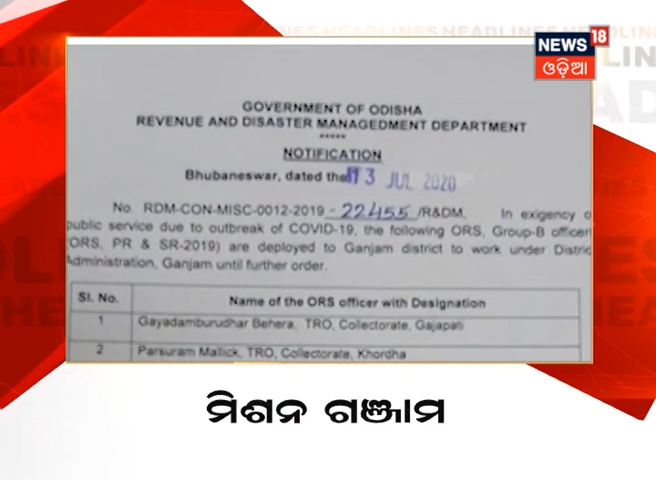 NEWS 18
ଓଡ଼ିଆ
GOVERNMENT OF ODISHA
REVENUE AND DISASTER MANAGEDMENT DEPARTMENT
*****
NOTIFICATION
Bhubaneswar, dated the 13 JUL 2020
No. RDM-CON-MISC-0012-2019 - 22455 /R&DM, In exigency o
public service due to outbreak of COVID-19, the following ORS, Group-B officer
(ORS, PR & SR-2019) are deployed to Ganjam district to work under Distric
Administration, Ganjam until further order.
Sl. No. Name of the ORS officer with Designation
1 Gayadamburudhar Behera, TRO, Collectorate, Gajapati
2 Parsuram Mallick, TRO, Collectorate, Khordha
ମିଶନ ଗଞ୍ଜାମ